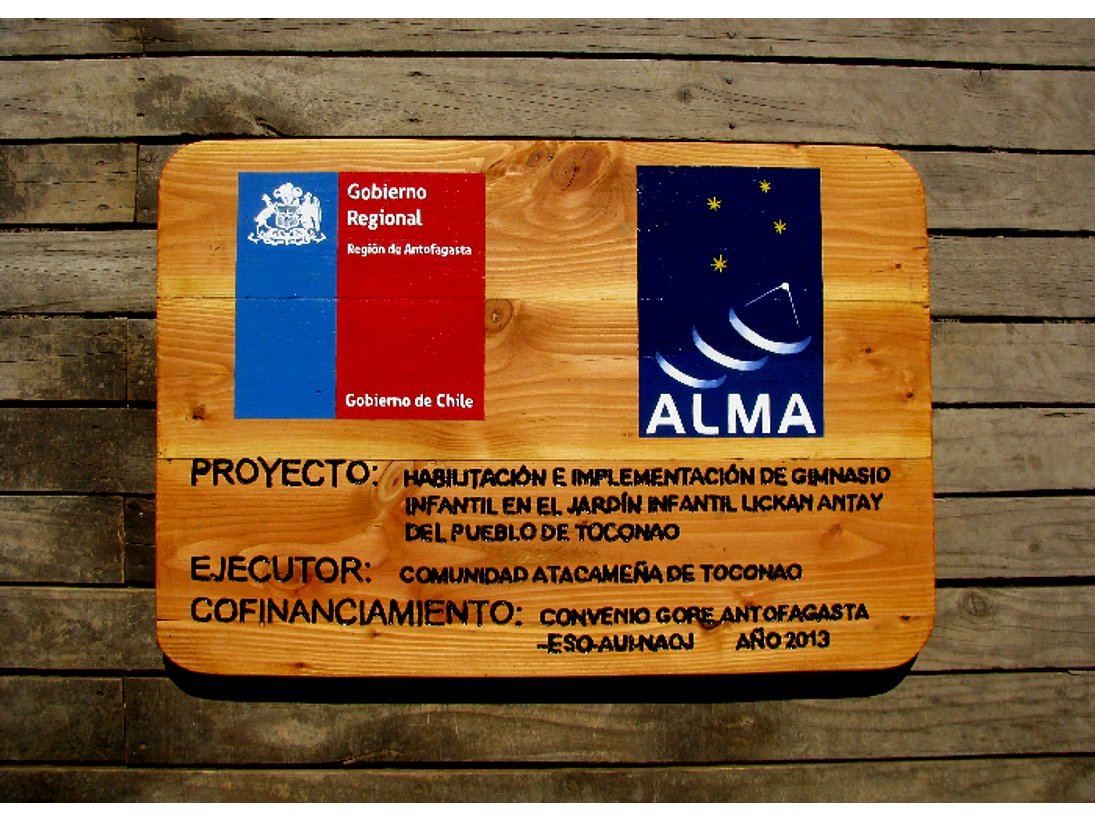 Gobierno
Regional
Región de Antofagasta
Gobierno de Chile
ALMA
PROYECTO: HABILITACIÓN E IMPLEMENTACIÓN DE GIMNASIO
INFANTIL EN EL JARDÍN INFANTIL LICKAN ANTAY
DEL PUEBLO DE TOCONAO
EJECUTOR: COMUNIDAD ATACAMEÑA DE TOCONAO
COFINANCIAMIENTO: CONVENIO GORE ANTOFAGASTA
-ESO-AUI-NAOJ AÑO 2013